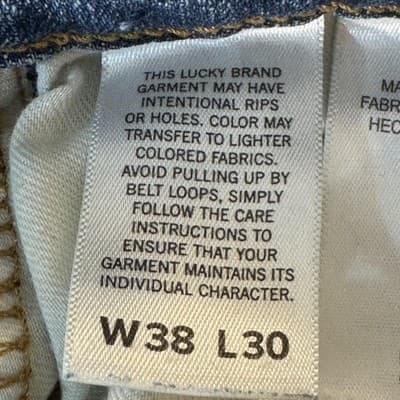 THIS LUCKY BRAND
GARMENT MAY HAVE
INTENTIONAL RIPS
OR HOLES. COLOR MAY
TRANSFER TO LIGHTER
COLORED FABRICS.
AVOID PULLING UP BY
BELT LOOPS, SIMPLY
FOLLOW THE CARE
INSTRUCTIONS TO
ENSURE THAT YOUR
GARMENT MAINTAINS ITS
INDIVIDUAL CHARACTER.
W38 L30